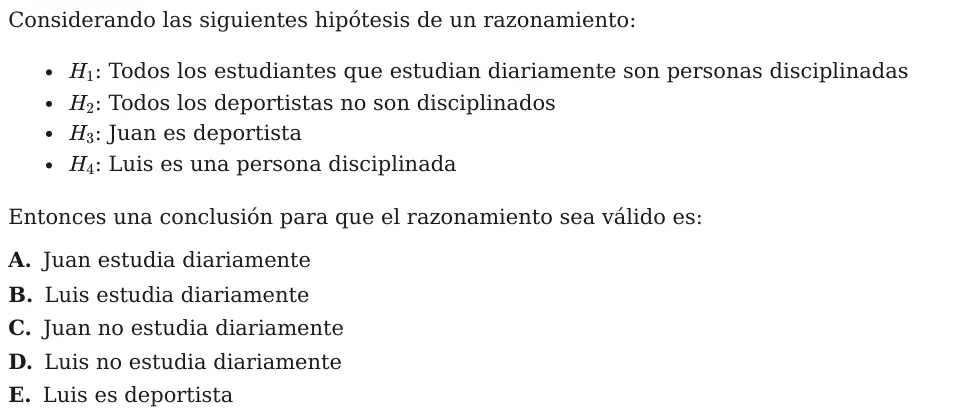 Considerando las siguientes hipótesis de un razonamiento:
• H₁: Todos los estudiantes que estudian diariamente son personas disciplinadas
• H₂: Todos los deportistas no son disciplinados
• H₃: Juan es deportista
• H₄: Luis es una persona disciplinada
Entonces una conclusión para que el razonamiento sea válido es:
A. Juan estudia diariamente
B. Luis estudia diariamente
C. Juan no estudia diariamente
D. Luis no estudia diariamente
E. Luis es deportista